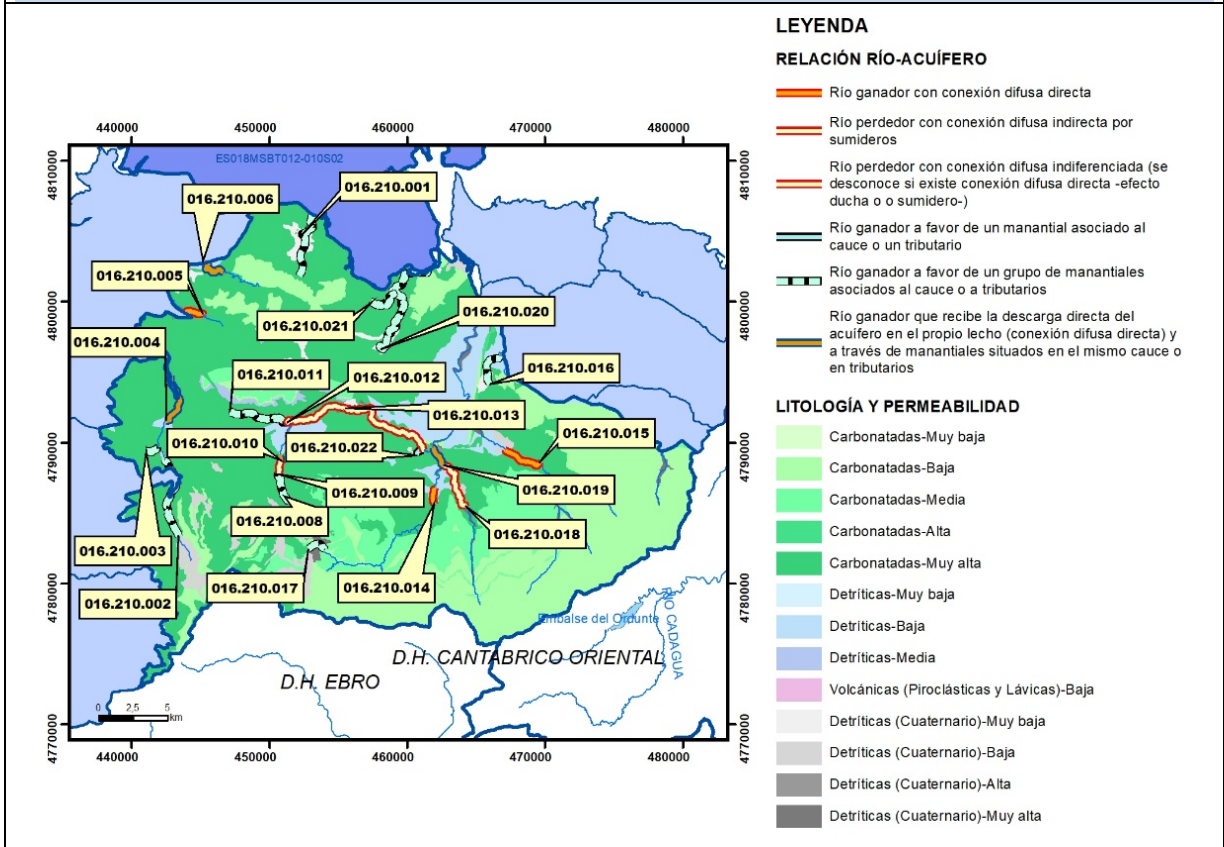 LEYENDA
RELACIÓN RÍO-ACUÍFERO
Río ganador con conexión difusa directa
Río perdedor con conexión difusa indirecta por
sumideros
Río perdedor con conexión difusa indiferenciada (se
desconoce si existe conexión difusa directa -efecto
ducha o o sumidero-)
Río ganador a favor de un manantial asociado al
cauce o un tributario
Río ganador a favor de un grupo de manantiales
asociados al cauce o a tributarios
Río ganador que recibe la descarga directa del
acuífero en el propio lecho (conexión difusa directa) y
a través de manantiales situados en el mismo cauce o
en tributarios
LITOLOGÍA Y PERMEABILIDAD
Carbonatadas-Muy baja
Carbonatadas-Baja
Carbonatadas-Media
Carbonatadas-Alta
Carbonatadas-Muy alta
Detríticas-Muy baja
Detríticas-Baja
Detríticas-Media
Volcánicas (Piroclásticas y Lávicas)-Baja
Detríticas (Cuaternario)-Muy baja
Detríticas (Cuaternario)-Baja
Detríticas (Cuaternario)-Alta
Detríticas (Cuaternario)-Muy alta
440000
450000
460000
470000
480000
4810000
4800000
4790000
4780000
4770000
4810000
4800000
4790000
4780000
4770000
ES018MSBT012-010S02
016.210.001
016.210.006
016.210.005
016.210.021
016.210.020
016.210.004
016.210.011
016.210.012
016.210.016
016.210.013
016.210.015
016.210.010
016.210.022
016.210.009
016.210.019
016.210.008
016.210.018
016.210.003
016.210.017
016.210.014
016.210.002
Embalse del Ordunte
RÍO CADAGUA
D.H. CANTÁBRICO ORIENTAL
D.H. EBRO
0 2,5 5
km
440000
450000
460000
470000
480000